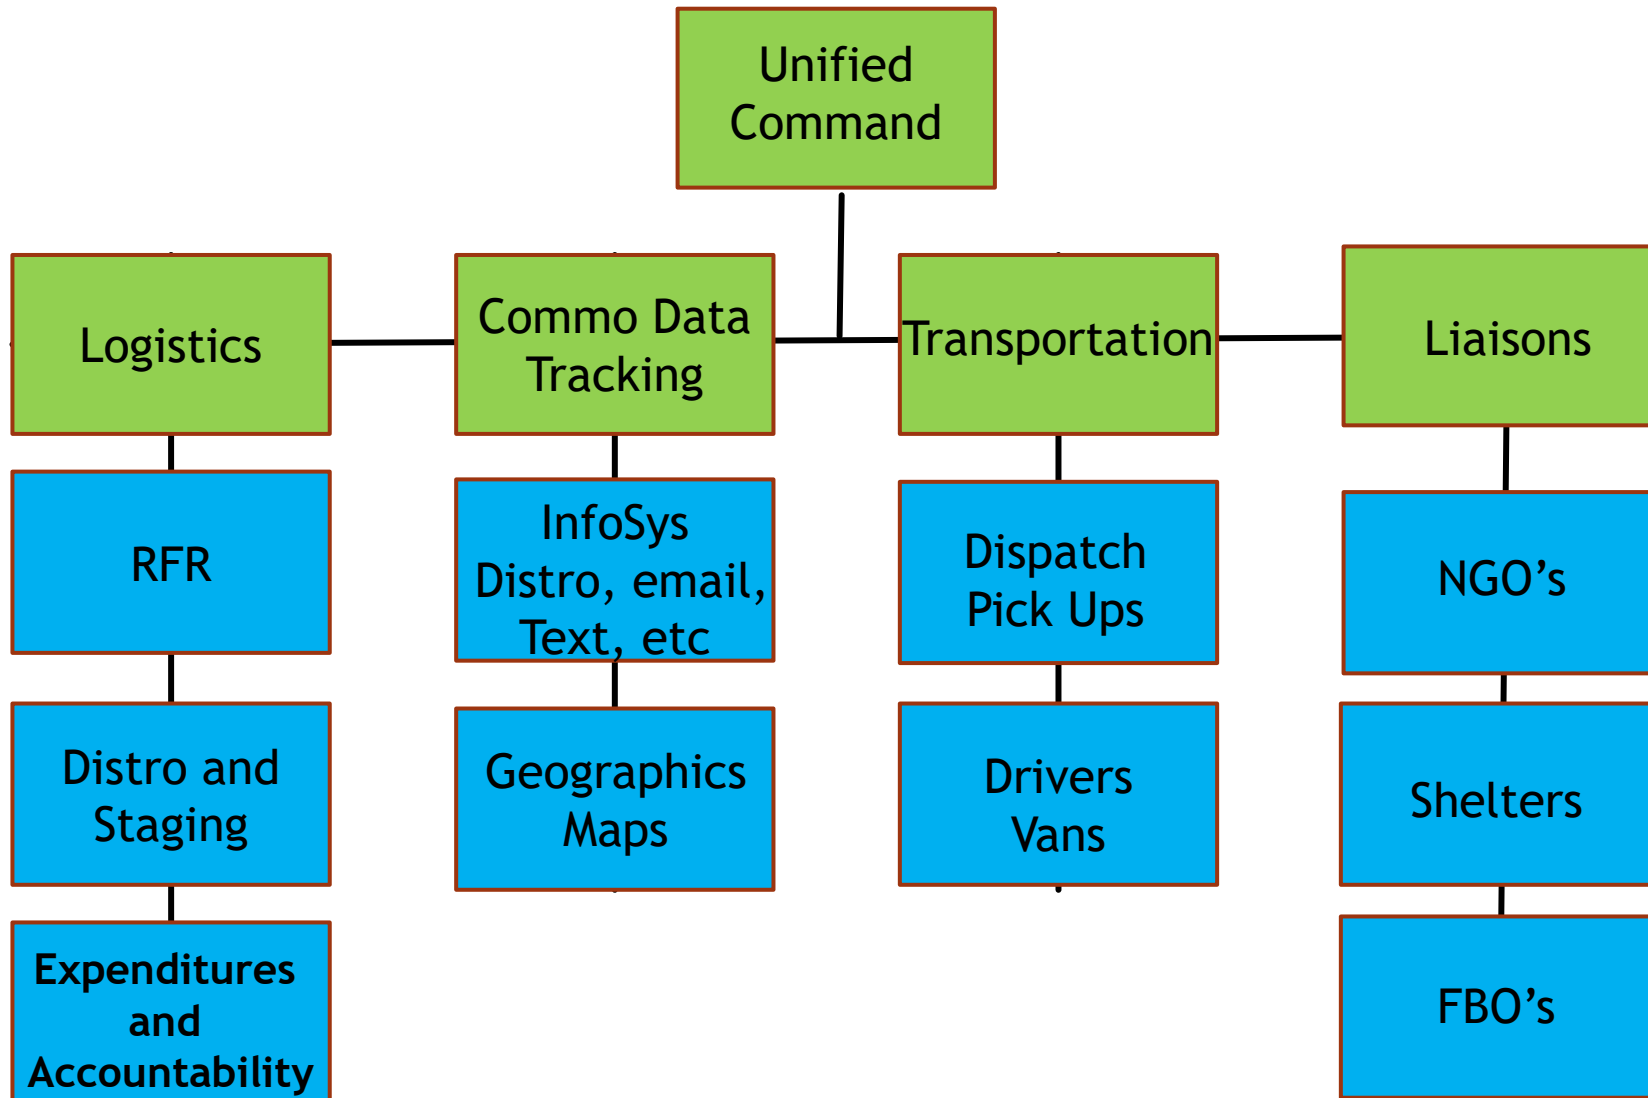 Unified
Command
Logistics
Commo Data
Tracking
Transportation
Liaisons
RFR
InfoSys
Distro, email,
Text, etc
Dispatch
Pick Ups
NGO’s
Distro and
Staging
Geographics
Maps
Drivers
Vans
Shelters
Expenditures
and
Accountability
FBO’s